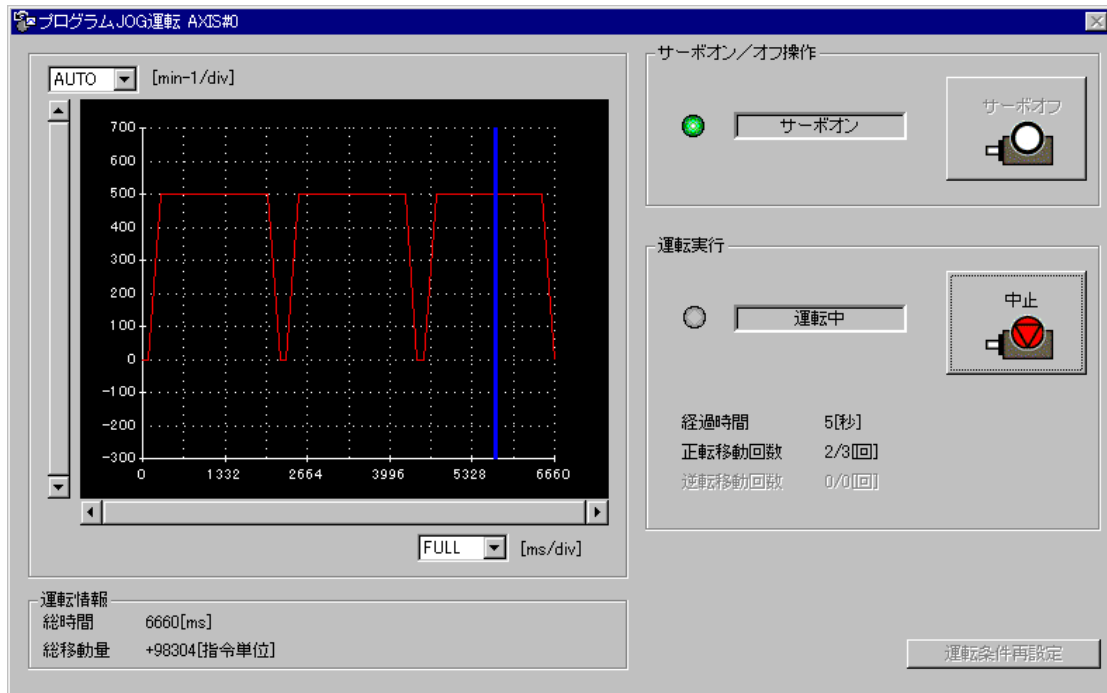 プログラムJOG運転 AXIS#0
AUTO [min-1/div]
700
600
500
400
300
200
100
0
-100
-200
-300
0 1332 2664 3996 5328 6660
FULL [ms/div]
運転情報
総時間 6660[ms]
総移動量 +98304[指令単位]
サーボオン／オフ操作
サーボオン
サーボオフ
運転実行
運転中
中止
経過時間 5[秒]
正転移動回数 2/3[回]
逆転移動回数 0/0[回]
運転条件再設定